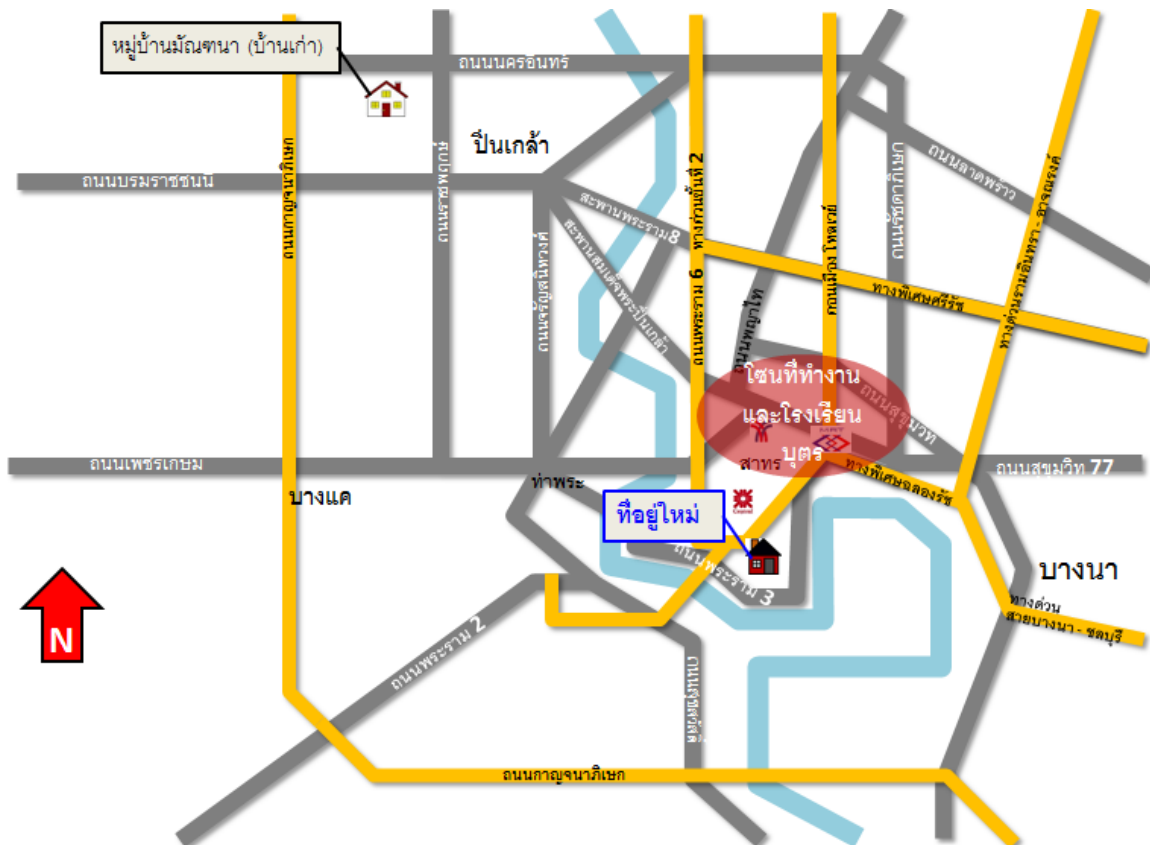 หมู่บ้านมัณฑนา (บ้านเก่า)
ถนนนครอินทร์
ปิ่นเกล้า
ถนนบรมราชชนนี
ถนนกาญจนาภิเษก
ถนนราชพฤกษ์
ถนนจรัญสนิทวงศ์
สะพานพระราม8
สะพานสมเด็จพระปิ่นเกล้า
ถนนพระราม 6
ทางด่วนขั้นที่ 2
ถนนพญาไท
ดอนเมือง โทลเวย์
ถนนรัชดาภิเษก
ถนนลาดพร้าว
ทางพิเศษศรีรัช
ทางด่วนรามอินทรา - อาจณรงค์
โซนที่ทำงาน
และโรงเรียน
บุตร
MRT
ถนนสุขุมวิท
สาทร
ทางพิเศษฉลองรัช
ถนนสุขุมวิท 77
ถนนเพชรเกษม
บางแค
ท่าพระ
ที่อยู่ใหม่
ถนนพระราม 3
บางนา
ทางด่วน
สายบางนา - ชลบุรี
N
ถนนพระราม 2
ถนนสุขสวัสดิ์
ถนนกาญจนาภิเษก